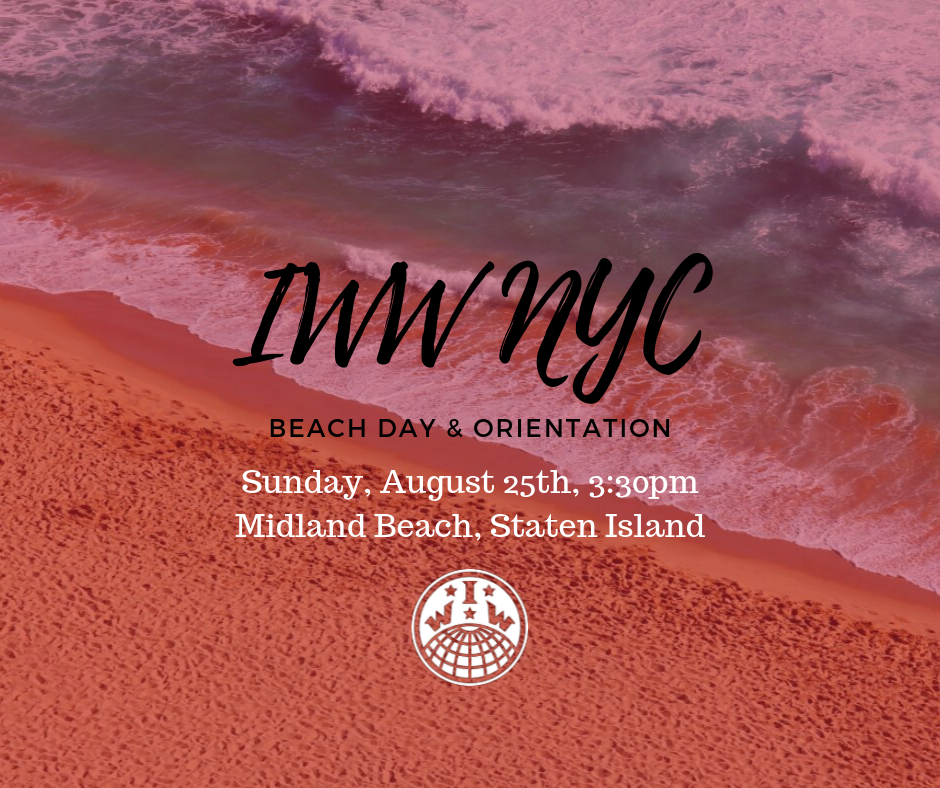 IWW NYC
BEACH DAY & ORIENTATION
Sunday, August 25th, 3:30pm
Midland Beach, Staten Island
I W W